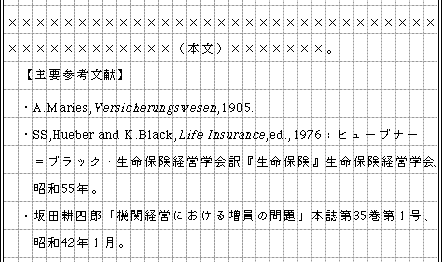 ××××××××××××××××××××××××
××××××××××××(本文)×××××××。
【主要参考文献】
・A.Maries,Versicherungswesen,1905.
・SS,Hueber and K.Black,Life Insurance,ed.,1976：ヒューブナー
＝ブラック・生命保険経営学会訳『生命保険』生命保険経営学会、
昭和55年。
・坂田耕四郎「機関経営における増員の問題」本誌第35巻第１号、
昭和42年１月。